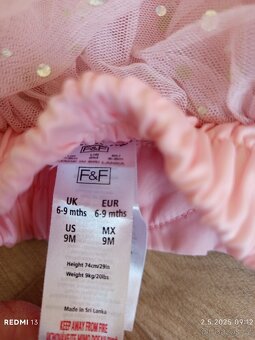 F&F
F&F
UK EUR
6-9 mths 6-9 mths
US MX
9M 9M
Height 74cm/29in
Weight 9kg/20lbs
Made in Sri Lanka
KEEP AWAY FROM FIRE
REDMI 13
2.5.2025 09:12